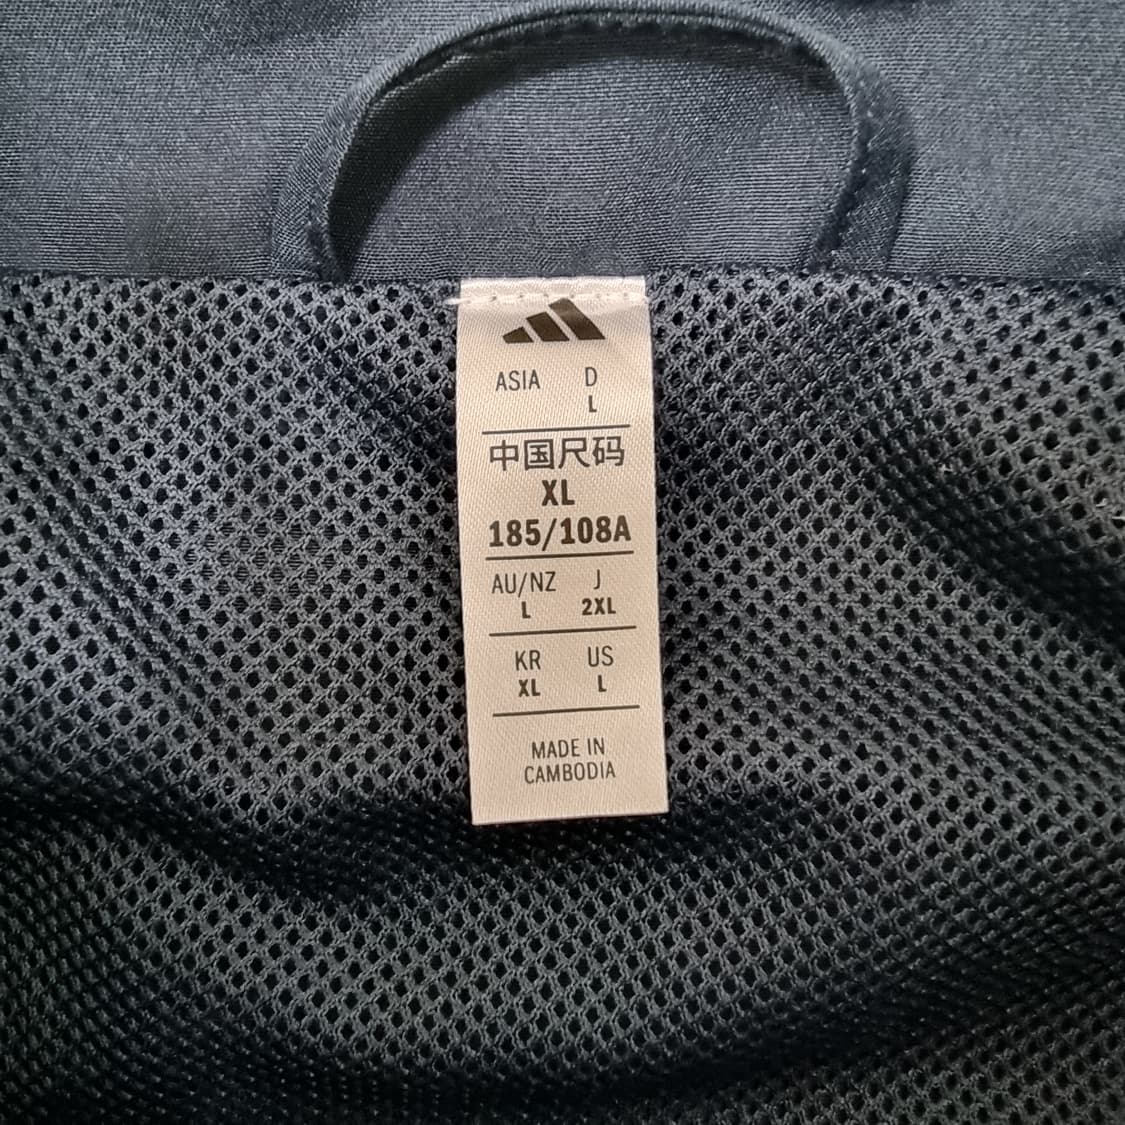 ASIA D
L
中国尺码
XL
185/108A
AU/NZ J
L 2XL
KR US
XL L
MADE IN
CAMBODIA